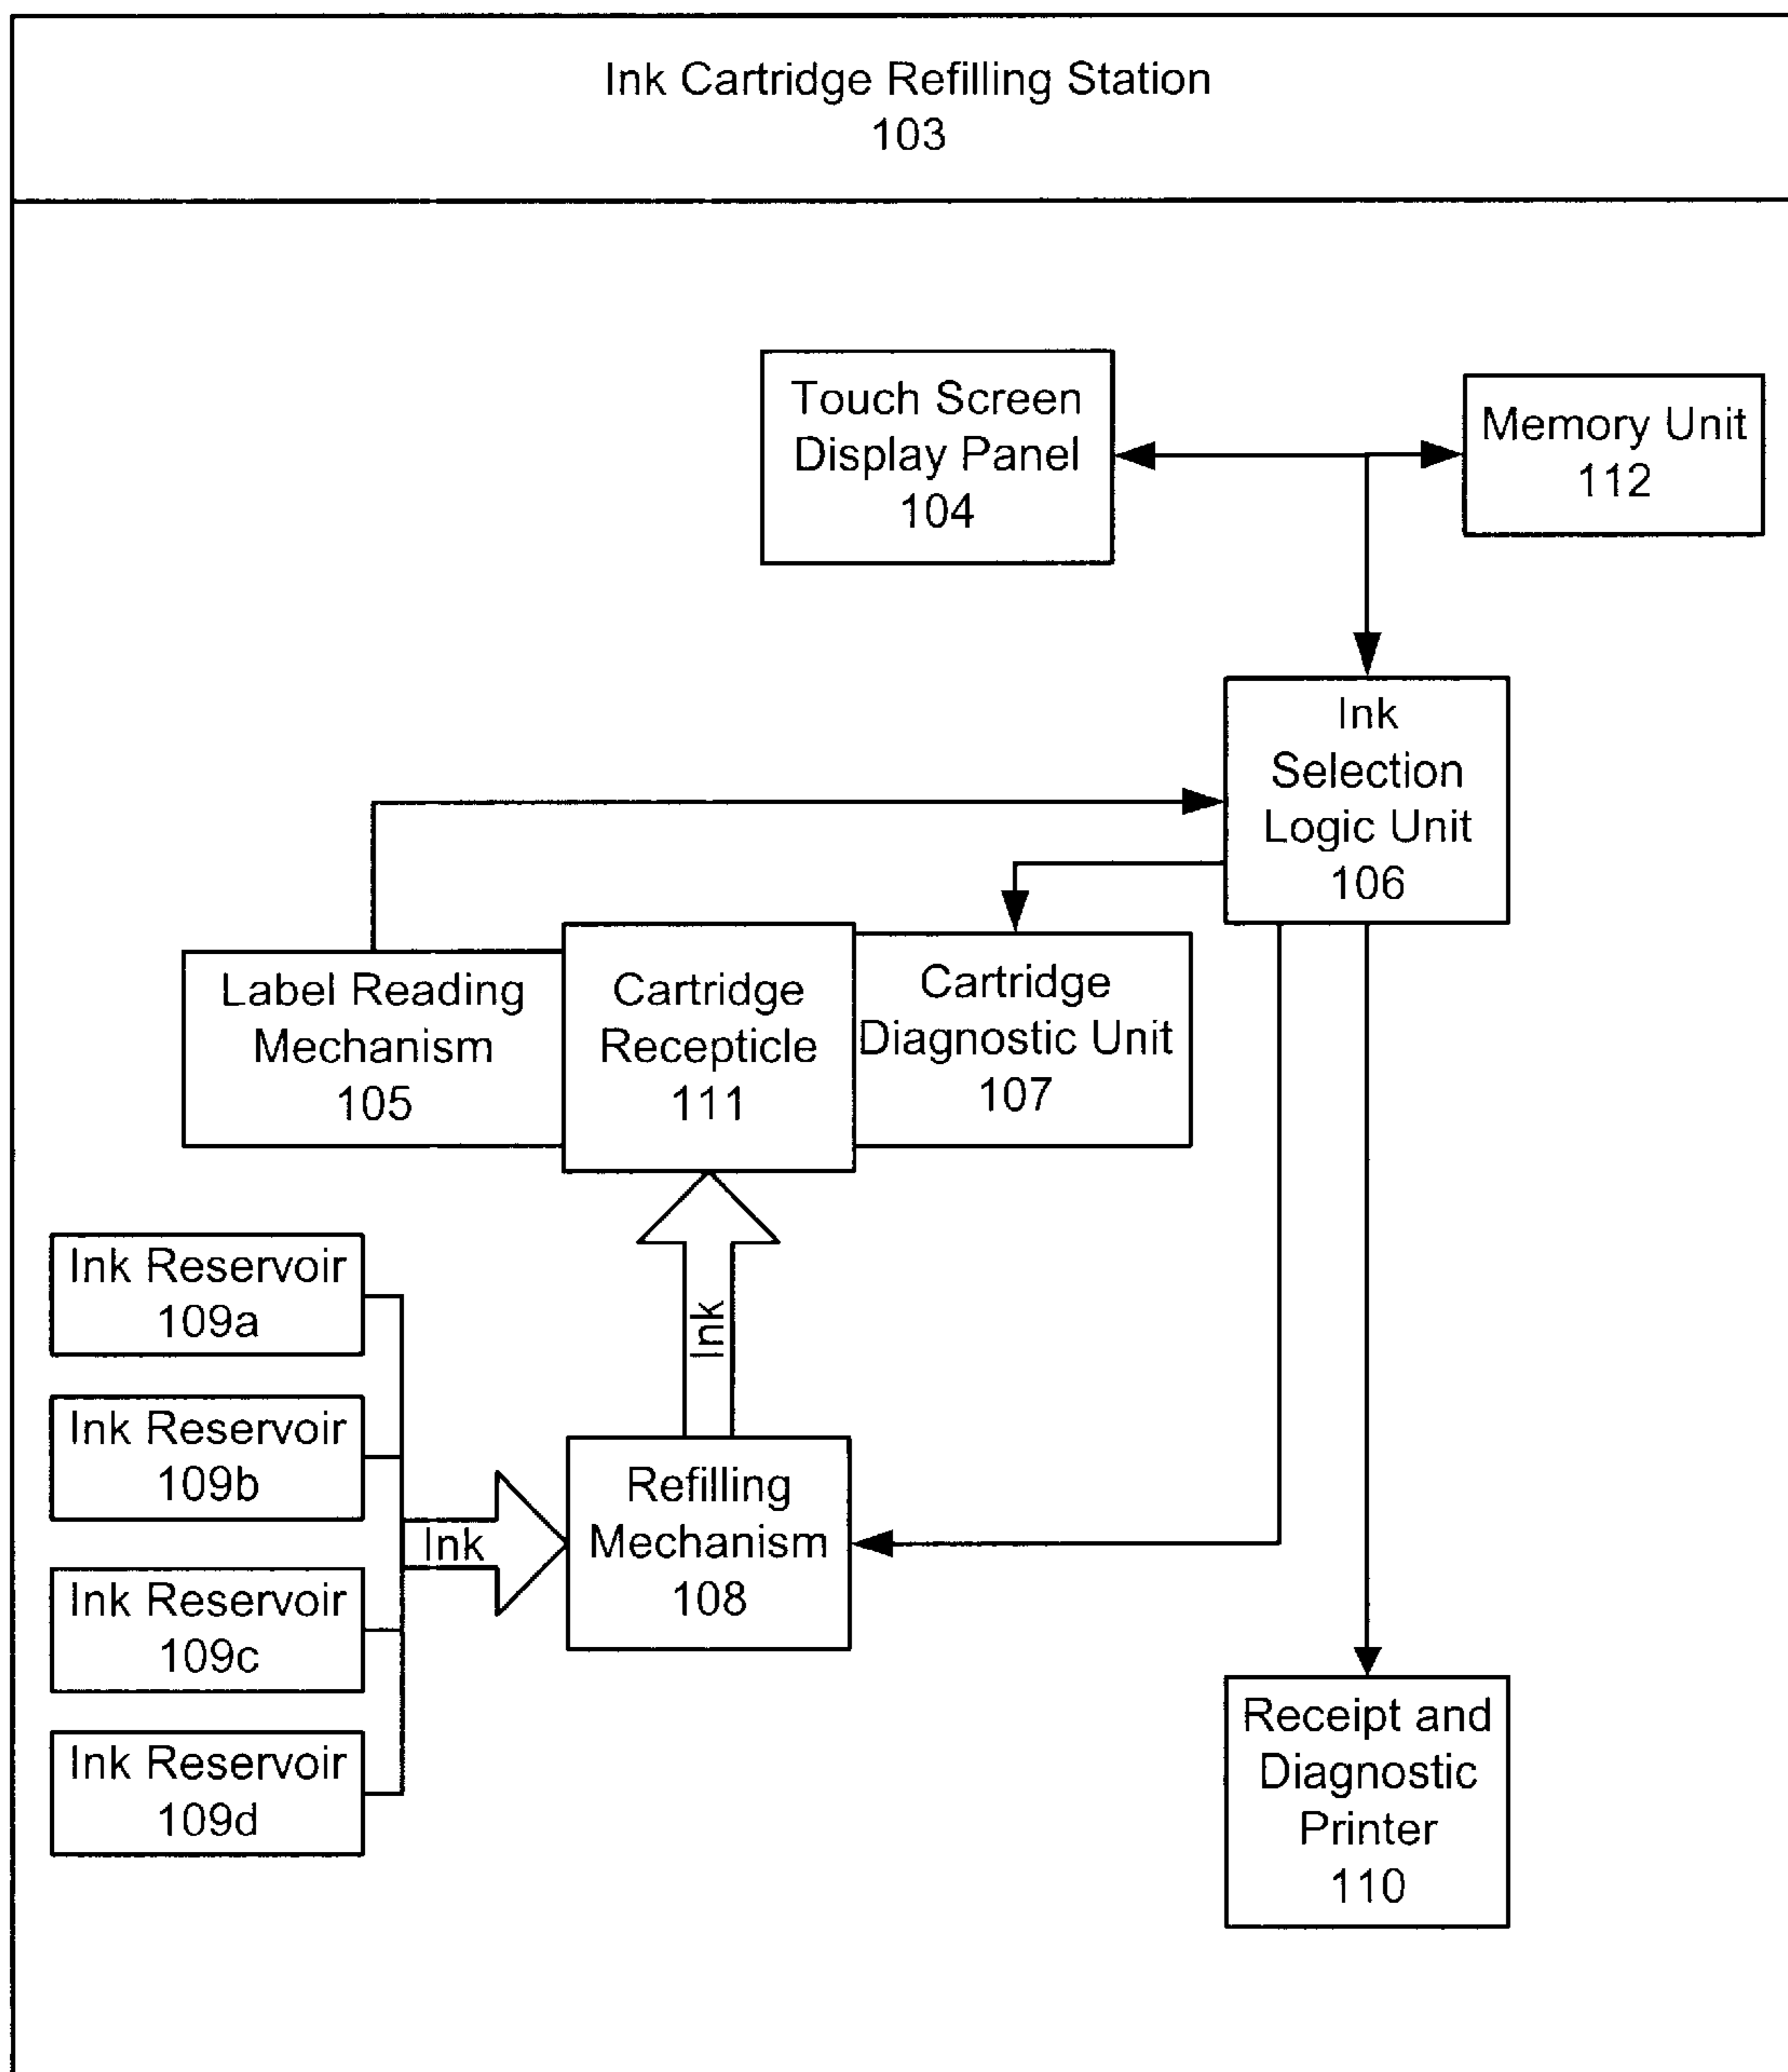 Ink Cartridge Refilling Station
103
Touch Screen
Display Panel
104
Memory Unit
112
Ink
Selection
Logic Unit
106
Label Reading
Mechanism
105
Cartridge
Recepticle
111
Cartridge
Diagnostic Unit
107
Ink Reservoir
109a
Ink Reservoir
109b
Ink Reservoir
109c
Ink Reservoir
109d
Ink
Ink
Refilling
Mechanism
108
Receipt and
Diagnostic
Printer
110